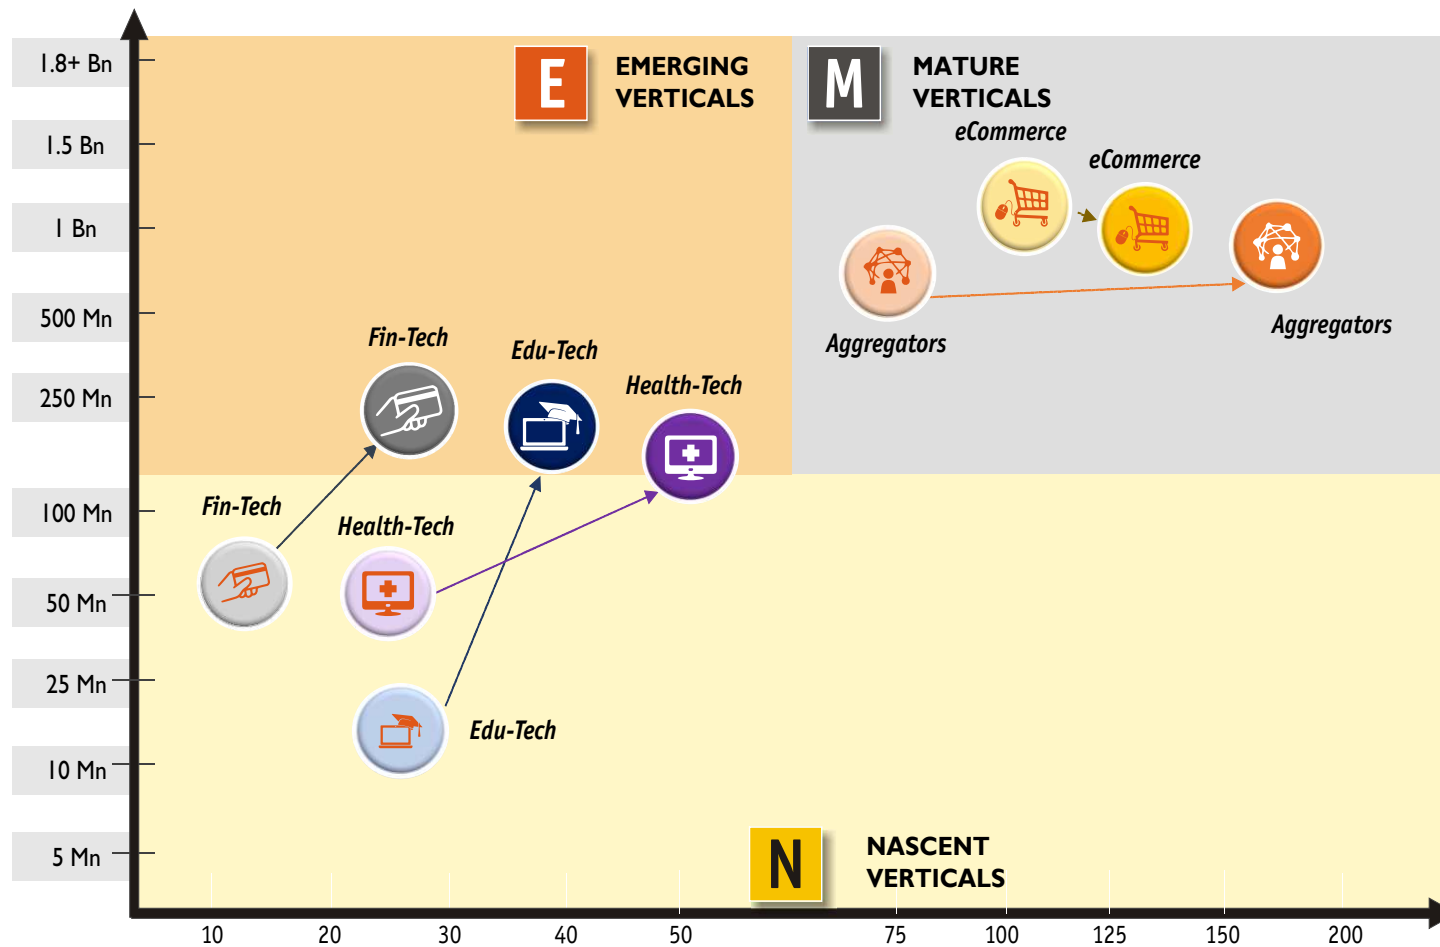 1.8+ Bn
E
EMERGING
VERTICALS
M
MATURE
VERTICALS
1.5 Bn
eCommerce
eCommerce
1 Bn
500 Mn
Fin-Tech
Edu-Tech
Aggregators
Aggregators
250 Mn
Health-Tech
100 Mn
Fin-Tech
Health-Tech
50 Mn
25 Mn
Edu-Tech
10 Mn
5 Mn
N
NASCENT
VERTICALS
10 20 30 40 50 75 100 125 150 200